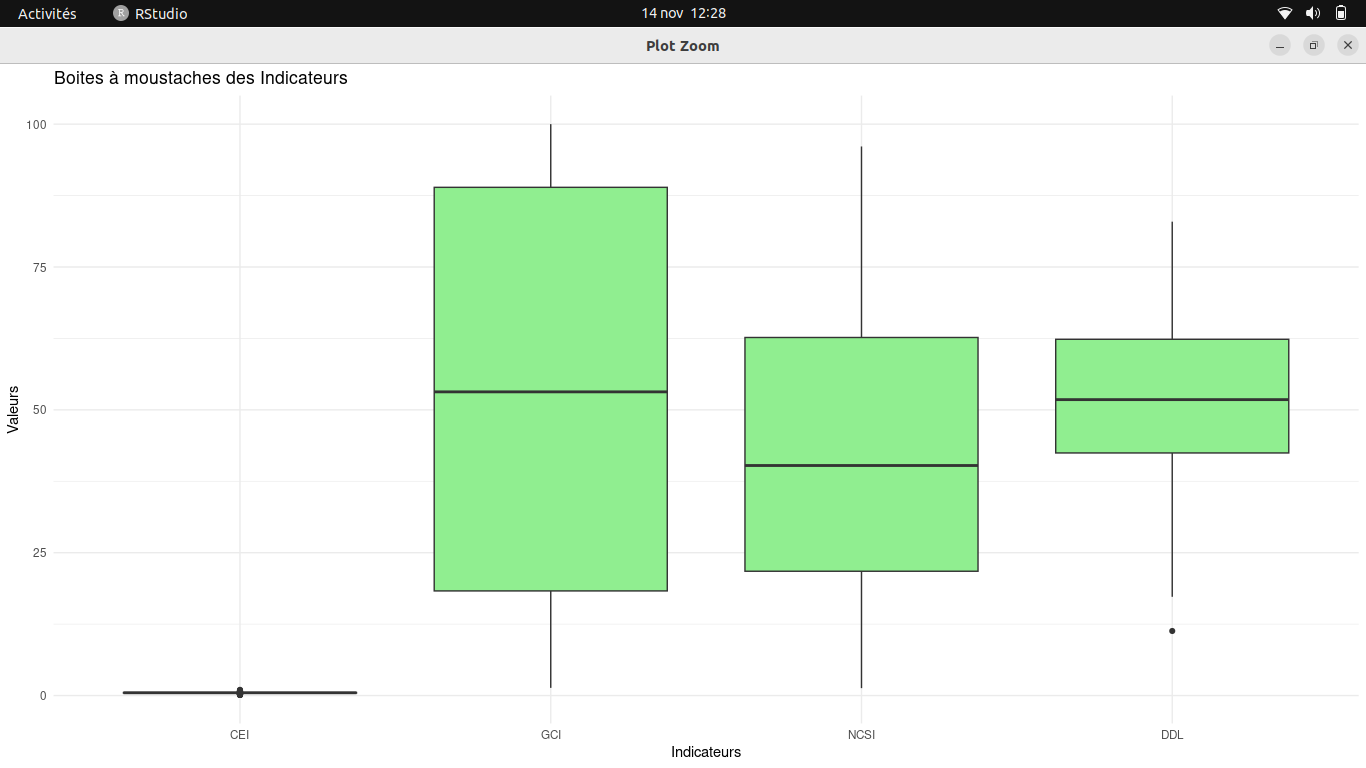 Activités RStudio 14 nov 12:28
Plot Zoom
Boites à moustaches des Indicateurs
100
75
50
25
0
Valeurs
CEI GCI NCSI DDL
Indicateurs